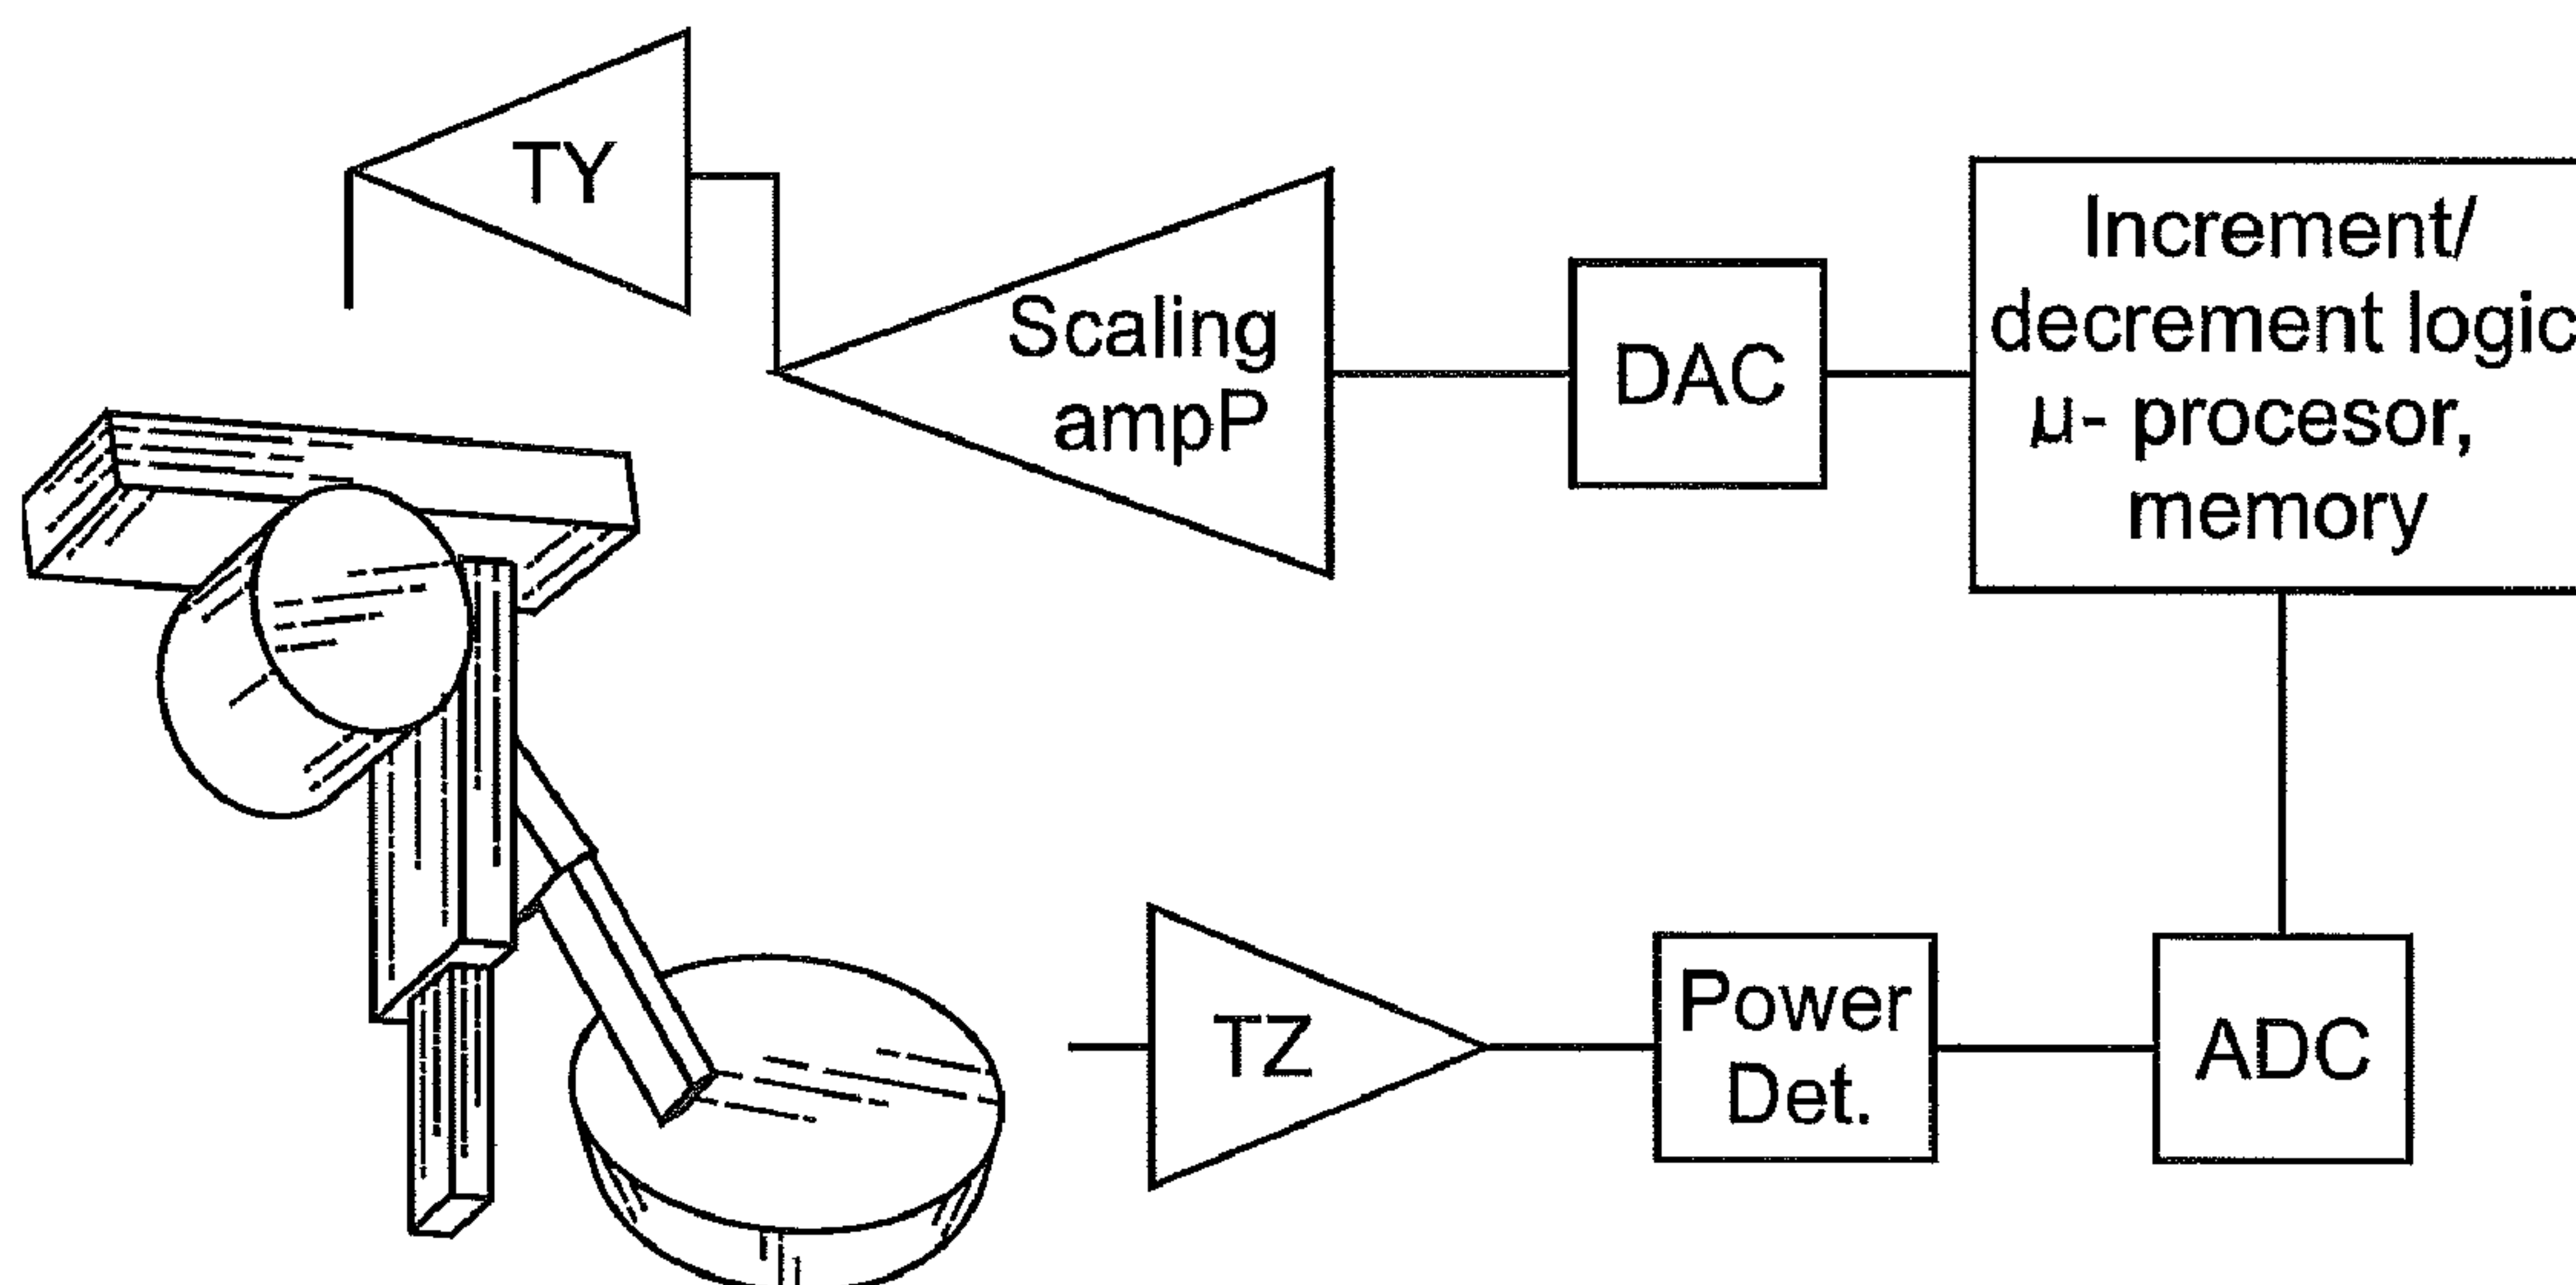 TY
Scaling
ampP
DAC
Increment/
decrement logic
μ- procesor,
memory
TZ
Power
Det.
ADC